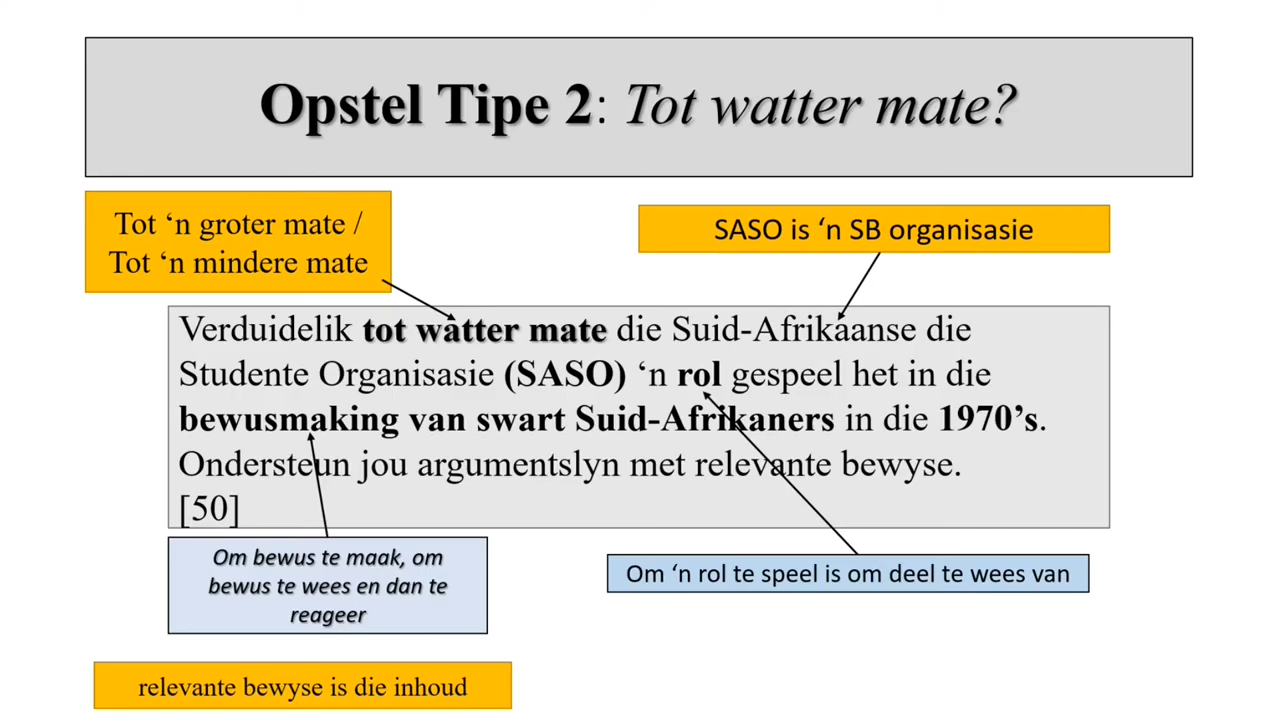 Opstel Tipe 2: Tot watter mate?
Tot ‘n groter mate /
Tot ‘n mindere mate
SASO is ‘n SB organisasie
Verduidelik tot watter mate die Suid-Afrikaanse die
Studente Organisasie (SASO) ‘n rol gespeel het in die
bewusmaking van swart Suid-Afrikaners in die 1970’s.
Ondersteun jou argumentslyn met relevante bewyse.
[50]
Om bewus te maak, om
bewus te wees en dan te
reageer
Om ‘n rol te speel is om deel te wees van
relevante bewyse is die inhoud